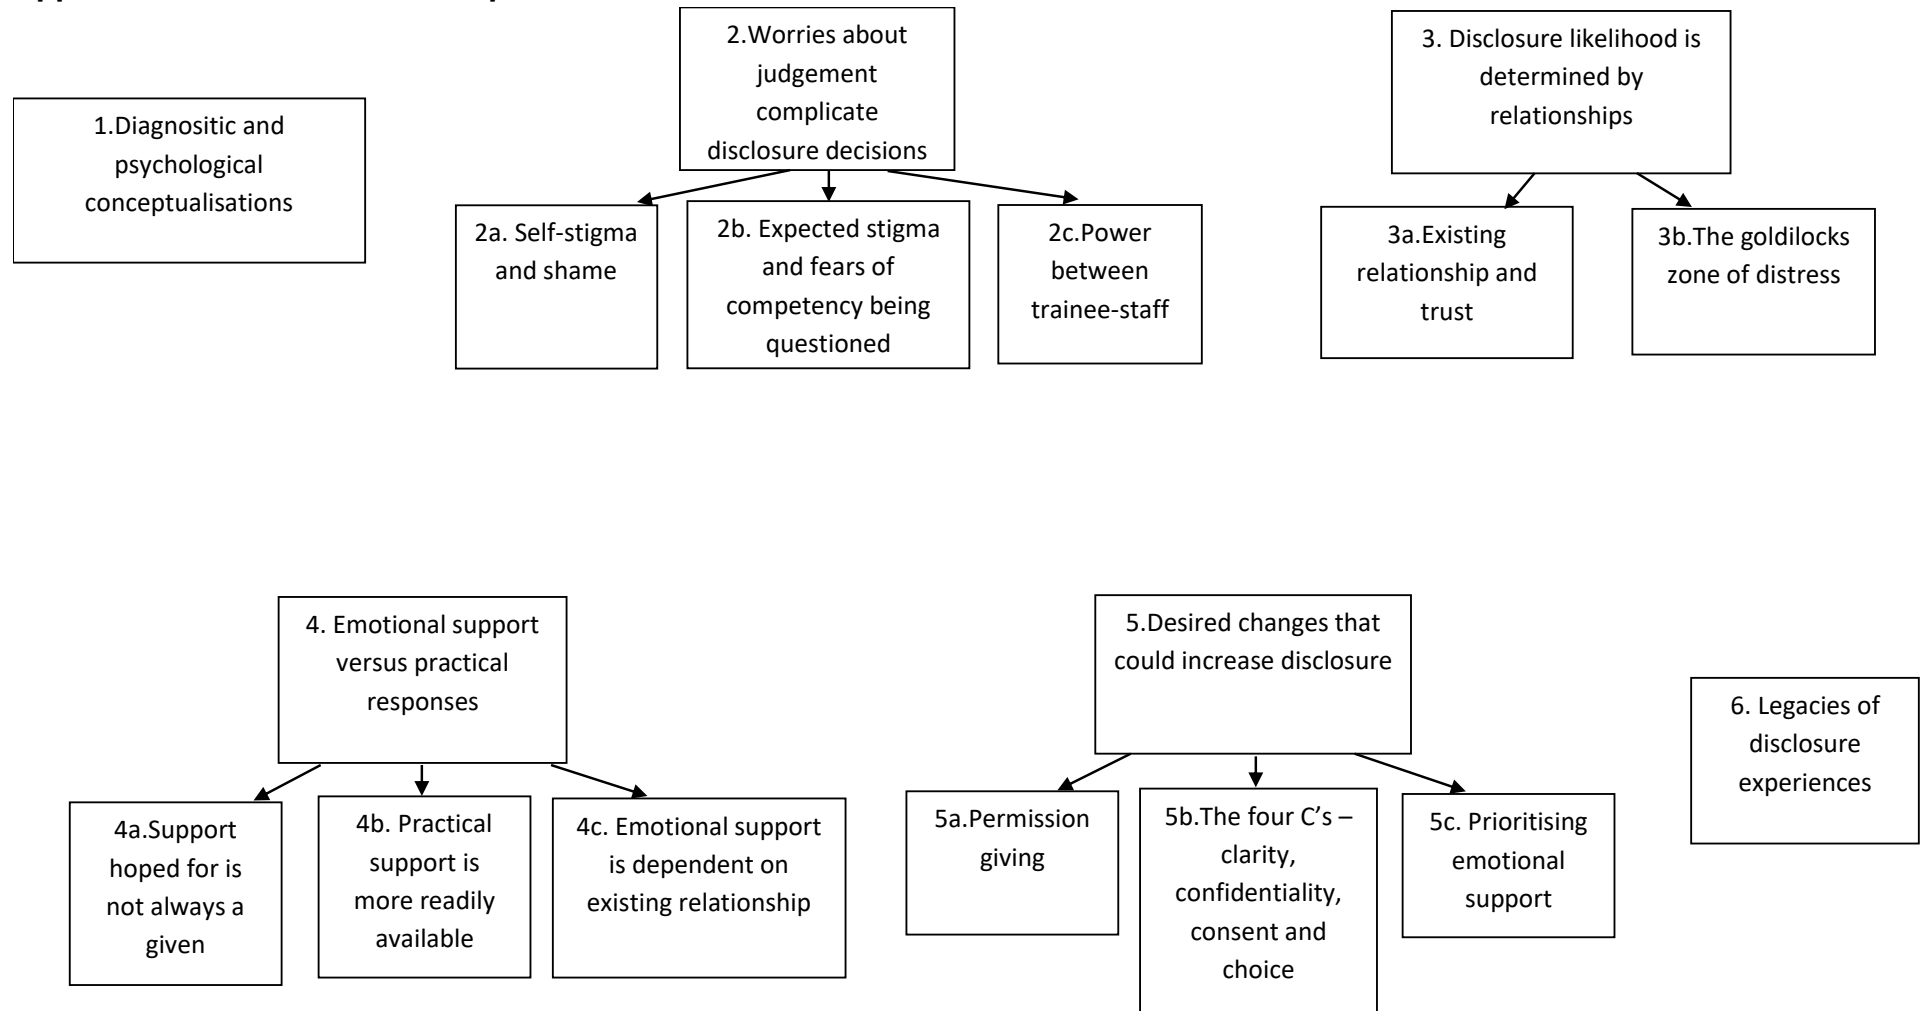 2.Worries about
judgement
complicate
disclosure decisions
3. Disclosure likelihood is
determined by
relationships
1.Diagnositic and
psychological
conceptualisations
2a. Self-stigma
and shame
2b. Expected stigma
and fears of
competency being
questioned
2c.Power
between
trainee-staff
3a.Existing
relationship and
trust
3b.The goldilocks
zone of distress
4. Emotional support
versus practical
responses
5.Desired changes that
could increase disclosure
6. Legacies of
disclosure
experiences
4a.Support
hoped for is
not always a
given
4b. Practical
support is
more readily
available
4c. Emotional support
is dependent on
existing relationship
5a.Permission
giving
5b.The four C’s –
clarity,
confidentiality,
consent and
choice
5c. Prioritising
emotional
support